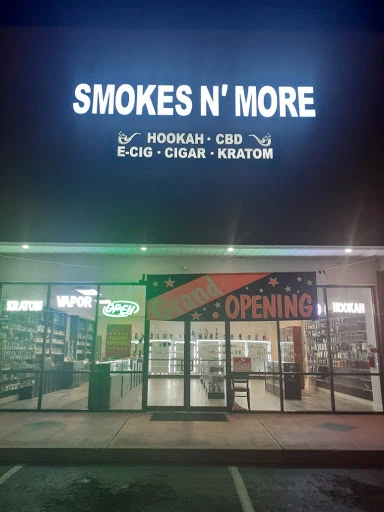 SMOKES N' MORE
HOOKAH · CBD
E-CIG · CIGAR · KRATOM
KRATOM
VAPOR
OPEN
Grand
OPENING
HOOKAH